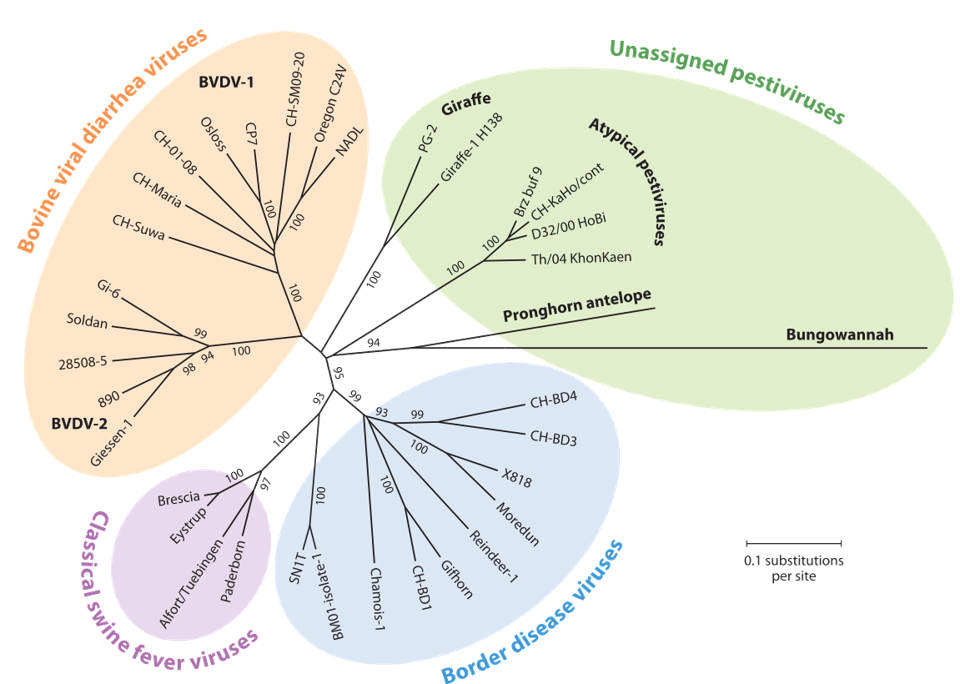 Bovine viral diarrhea viruses
BVDV-1
CH-SM09-20
Oregon C24V
NADL
CP7
Osloss
CH-01-08
CH-Maria
CH-Suwa
100
100
100
Gi-6
Soldan
28508-5
890
BVDV-2
Giessen-1
99
94
98
100
Unassigned pestiviruses
Giraffe
PG-2
Giraffe-1 H138
100
Atypical pestiviruses
Brz buf 9
CH-KaHo/cont
D32/00 HoBi
Th/04 KhonKaen
100
100
Pronghorn antelope
Bungowannah
94
95
99
93
93
99
CH-BD4
CH-BD3
100
X818
Moredun
Reindeer-1
100
Gifhorn
CH-BD1
Chamois-1
100
BM01-isolate-1
SN1T
Border disease viruses
100
100
97
Brescia
Eystrup
Alfort/Tuebingen
Paderborn
Classical swine fever viruses
0.1 substitutions
per site